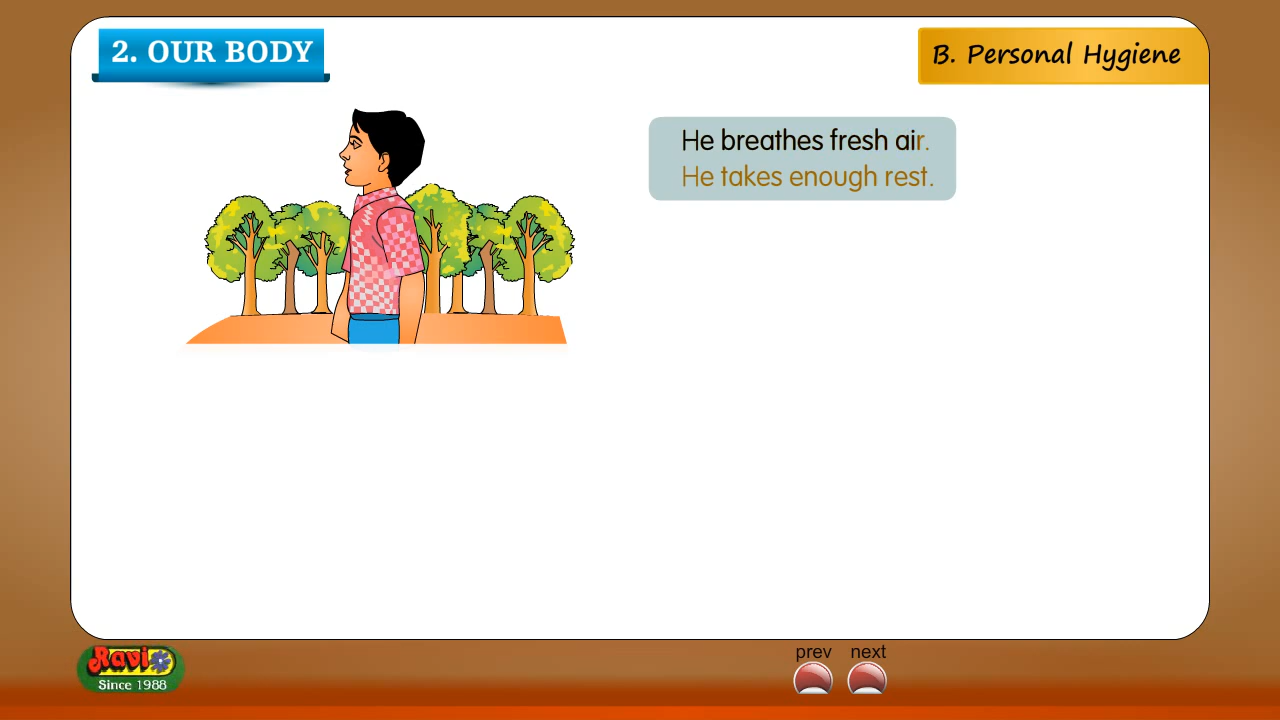 2. OUR BODY
B. Personal Hygiene
He breathes fresh air.
He takes enough rest.
Ravi
Since 1988
prev next